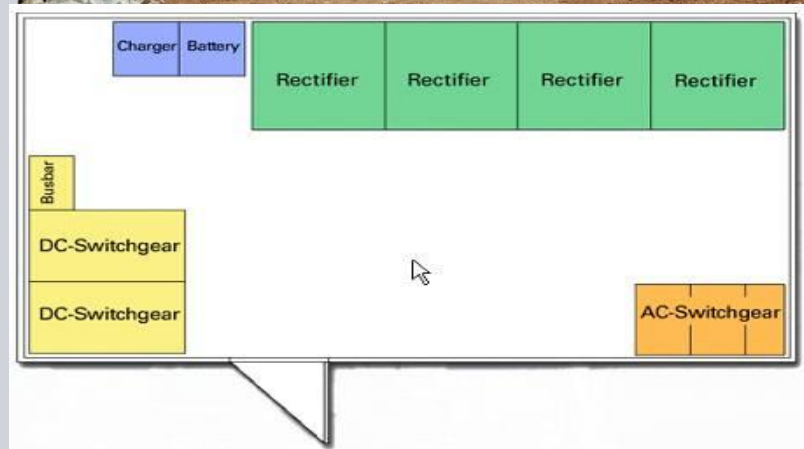 Charger Battery
Rectifier Rectifier Rectifier Rectifier
Busbar
DC-Switchgear
DC-Switchgear
AC-Switchgear